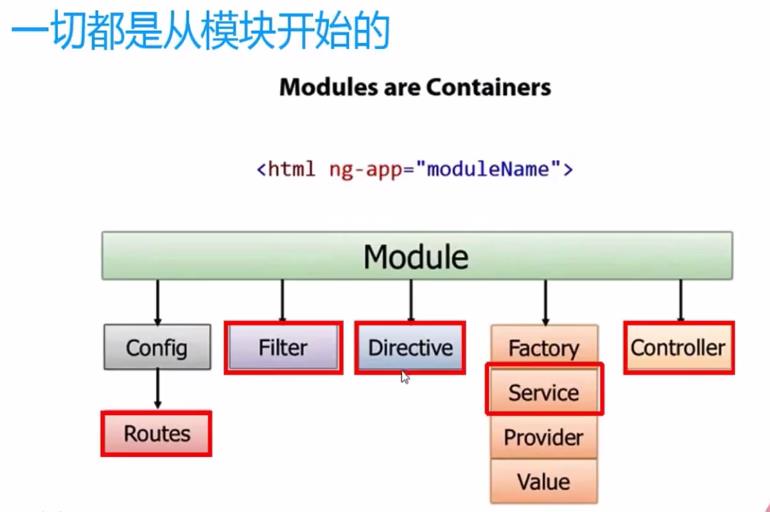 一切都是从模块开始的
Modules are Containers
<html ng-app="moduleName">
Module
Config
Filter
Directive
Factory
Controller
Service
Routes
Provider
Value